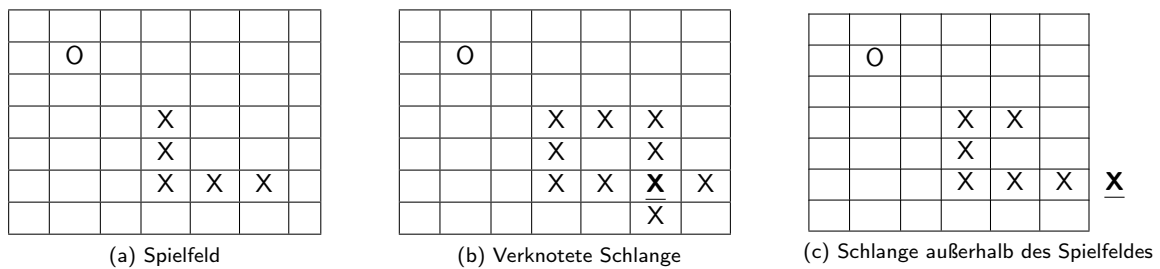 O
X
X
X X X
(a) Spielfeld
O
X X X
X X
X X X X
X
(b) Verknotete Schlange
O
X X
X
X X X X
(c) Schlange außerhalb des Spielfeldes